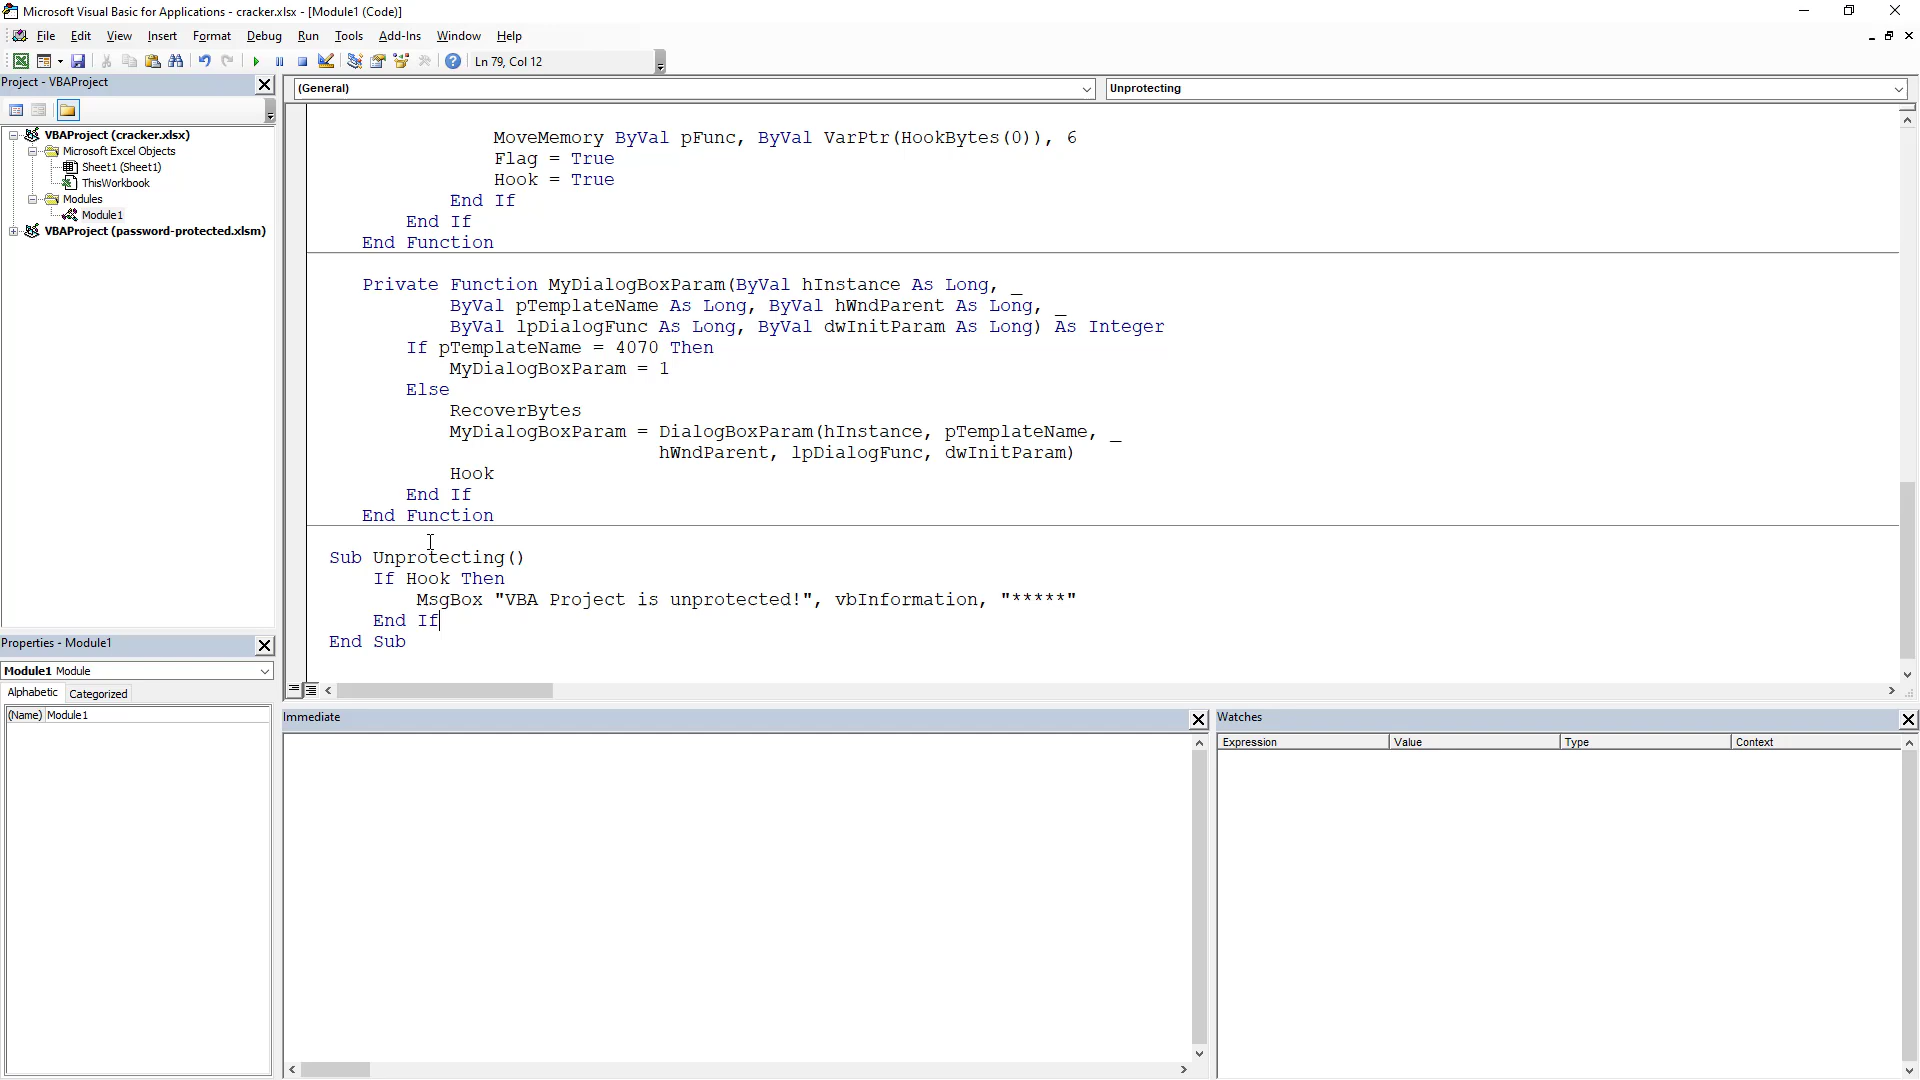 Microsoft Visual Basic for Applications - cracker.xlsx - [Module1 (Code)]
File Edit View Insert Format Debug Run Tools Add-Ins Window Help
Ln 79, Col 12
Project - VBAProject
(General) Unprotecting
VBAProject (cracker.xlsx)
Microsoft Excel Objects
Sheet1 (Sheet1)
ThisWorkbook
Modules
Module1
VBAProject (password-protected.xlsm)
MoveMemory ByVal pFunc, ByVal VarPtr(HookBytes(0)), 6
Flag = True
Hook = True
End If
End If
End Function
Private Function MyDialogBoxParam(ByVal hInstance As Long, _
ByVal pTemplateName As Long, ByVal hWndParent As Long, _
ByVal lpDialogFunc As Long, ByVal dwInitParam As Long) As Integer
If pTemplateName = 4070 Then
MyDialogBoxParam = 1
Else
RecoverBytes
MyDialogBoxParam = DialogBoxParam(hInstance, pTemplateName, _
hWndParent, lpDialogFunc, dwInitParam)
Hook
End If
End Function
Sub Unprotecting()
If Hook Then
MsgBox "VBA Project is unprotected!", vbInformation, "*****"
End If
End Sub
Properties - Module1
Module1 Module
Alphabetic Categorized
(Name) Module1
Immediate
Watches
Expression Value Type Context